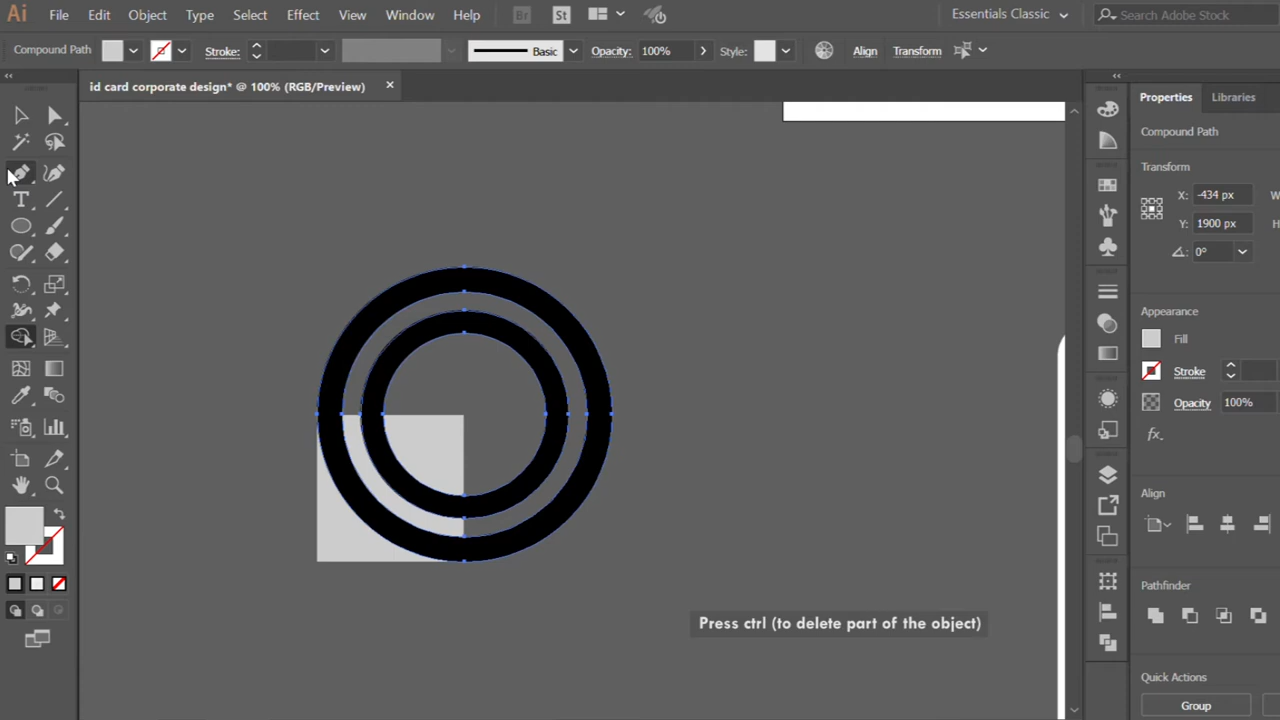 Ai File Edit Object Type Select Effect View Window Help Br St Essentials Classic Search Adobe Stock
Compound Path Stroke: Basic Opacity: 100% Style: Align Transform
id card corporate design* @ 100% (RGB/Preview)
Properties Libraries
Compound Path
Transform
X: -434 px
Y: 1900 px
0°
Appearance
Fill
Stroke
Opacity 100%
fx
Align
Pathfinder
Press ctrl (to delete part of the object)
Quick Actions
Group